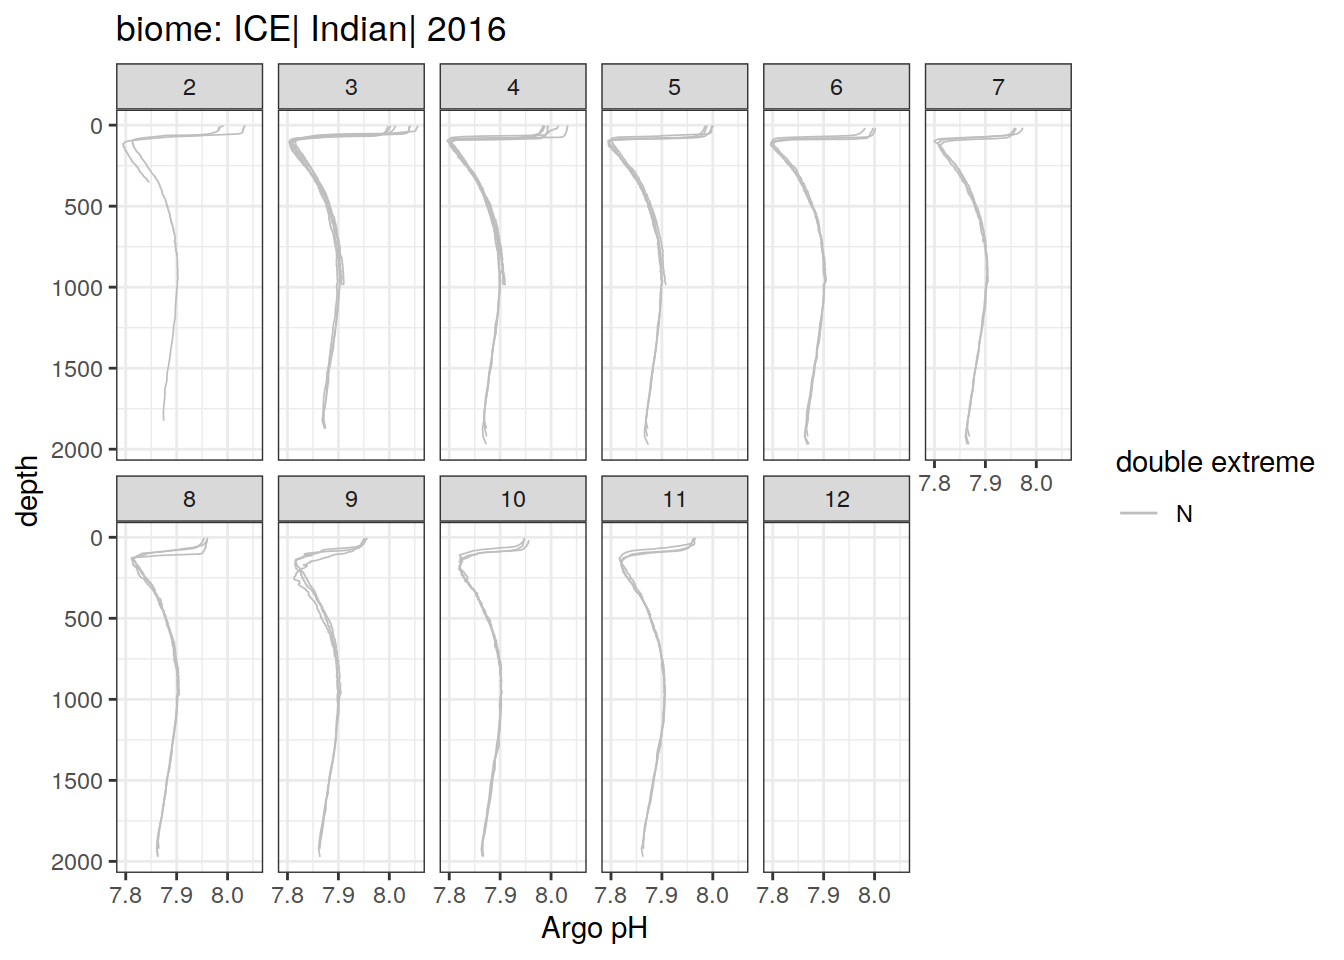 biome: ICE| Indian| 2016
2 3 4 5 6 7
0
500
1000
1500
2000
7.8 7.9 8.0
8 9 10 11 12
0
500
1000
1500
2000
7.8 7.9 8.0 7.8 7.9 8.0 7.8 7.9 8.0 7.8 7.9 8.0 7.8 7.9 8.0
Argo pH
depth
double extreme
N